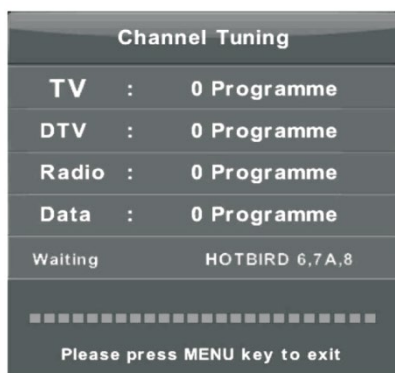 Channel Tuning
TV : 0 Programme
DTV : 0 Programme
Radio : 0 Programme
Data : 0 Programme
Waiting HOTBIRD 6,7A,8
Please press MENU key to exit